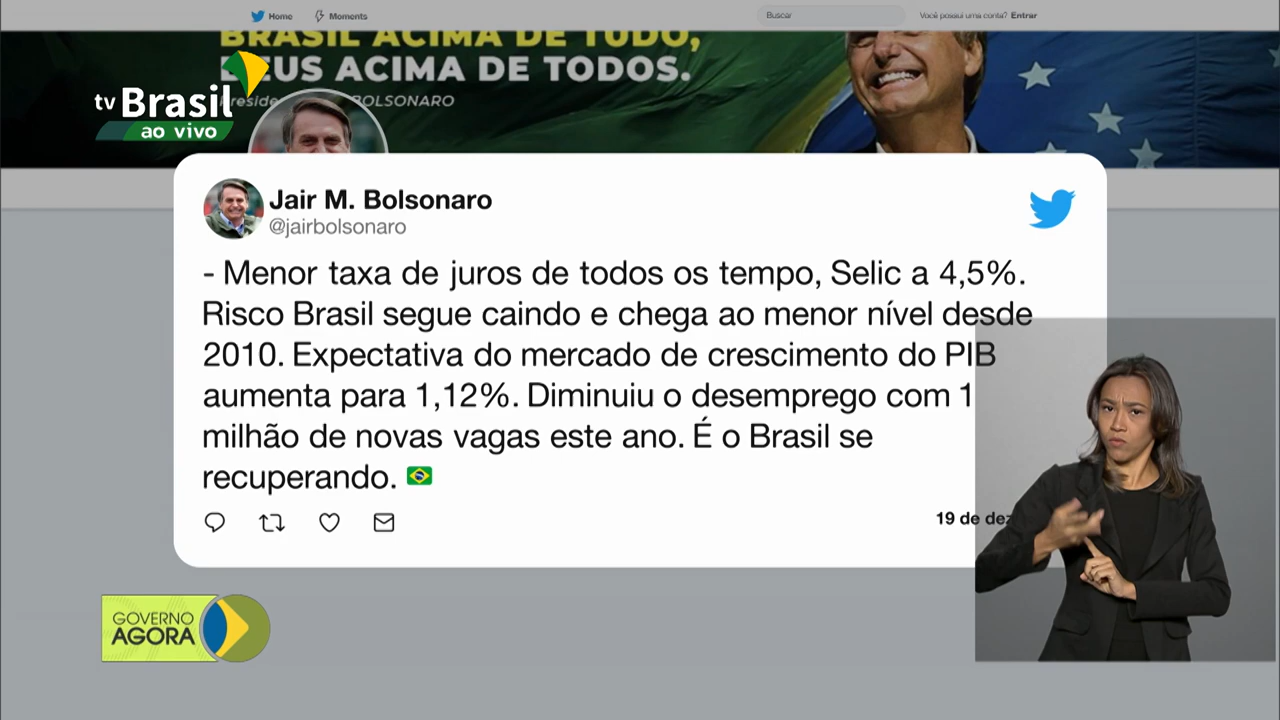 Home
Moments
Buscar
Você possui uma conta? Entrar
BRASIL ACIMA DE TUDO,
DEUS ACIMA DE TODOS.
BOLSONARO
tv Brasil
ao vivo
Jair M. Bolsonaro
@jairbolsonaro
- Menor taxa de juros de todos os tempo, Selic a 4,5%.
Risco Brasil segue caindo e chega ao menor nível desde
2010. Expectativa do mercado de crescimento do PIB
aumenta para 1,12%. Diminuiu o desemprego com 1
milhão de novas vagas este ano. É o Brasil se
recuperando.
19 de dez
GOVERNO
AGORA